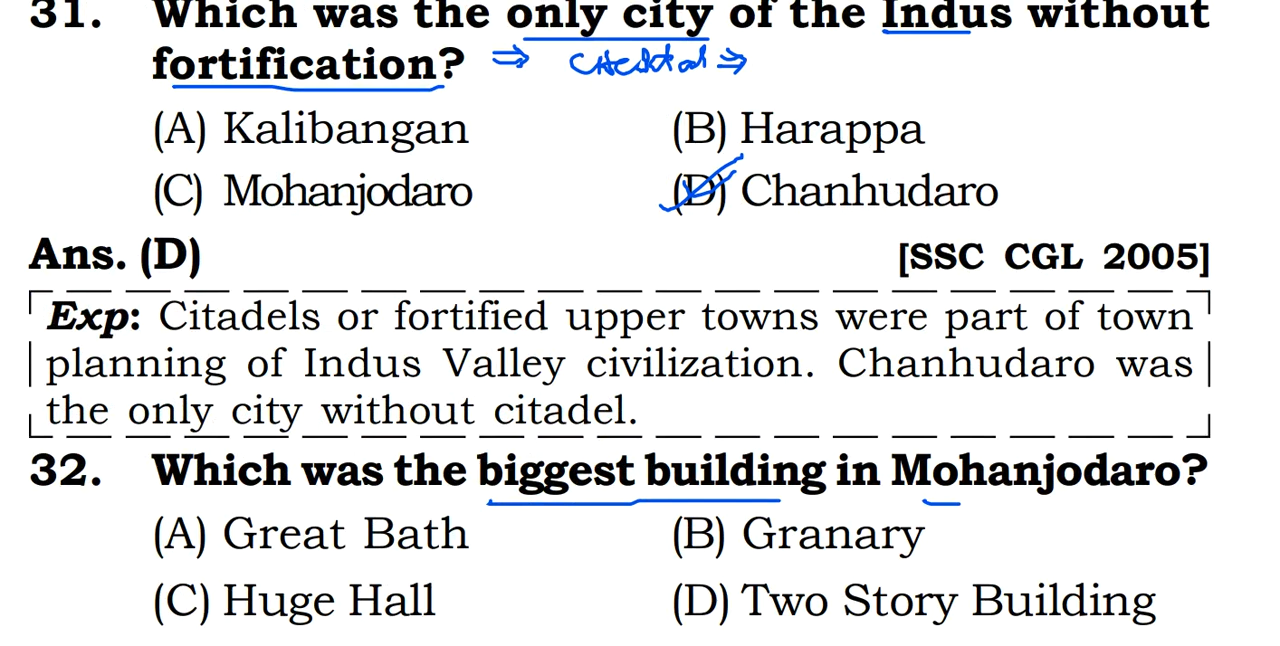 31. Which was the only city of the Indus without
fortification? ⇒ citadel ⇒
(A) Kalibangan (B) Harappa
(C) Mohanjodaro (D) Chanhudaro
Ans. (D) [SSC CGL 2005]
Exp: Citadels or fortified upper towns were part of town
planning of Indus Valley civilization. Chanhudaro was
the only city without citadel.
32. Which was the biggest building in Mohanjodaro?
(A) Great Bath (B) Granary
(C) Huge Hall (D) Two Story Building